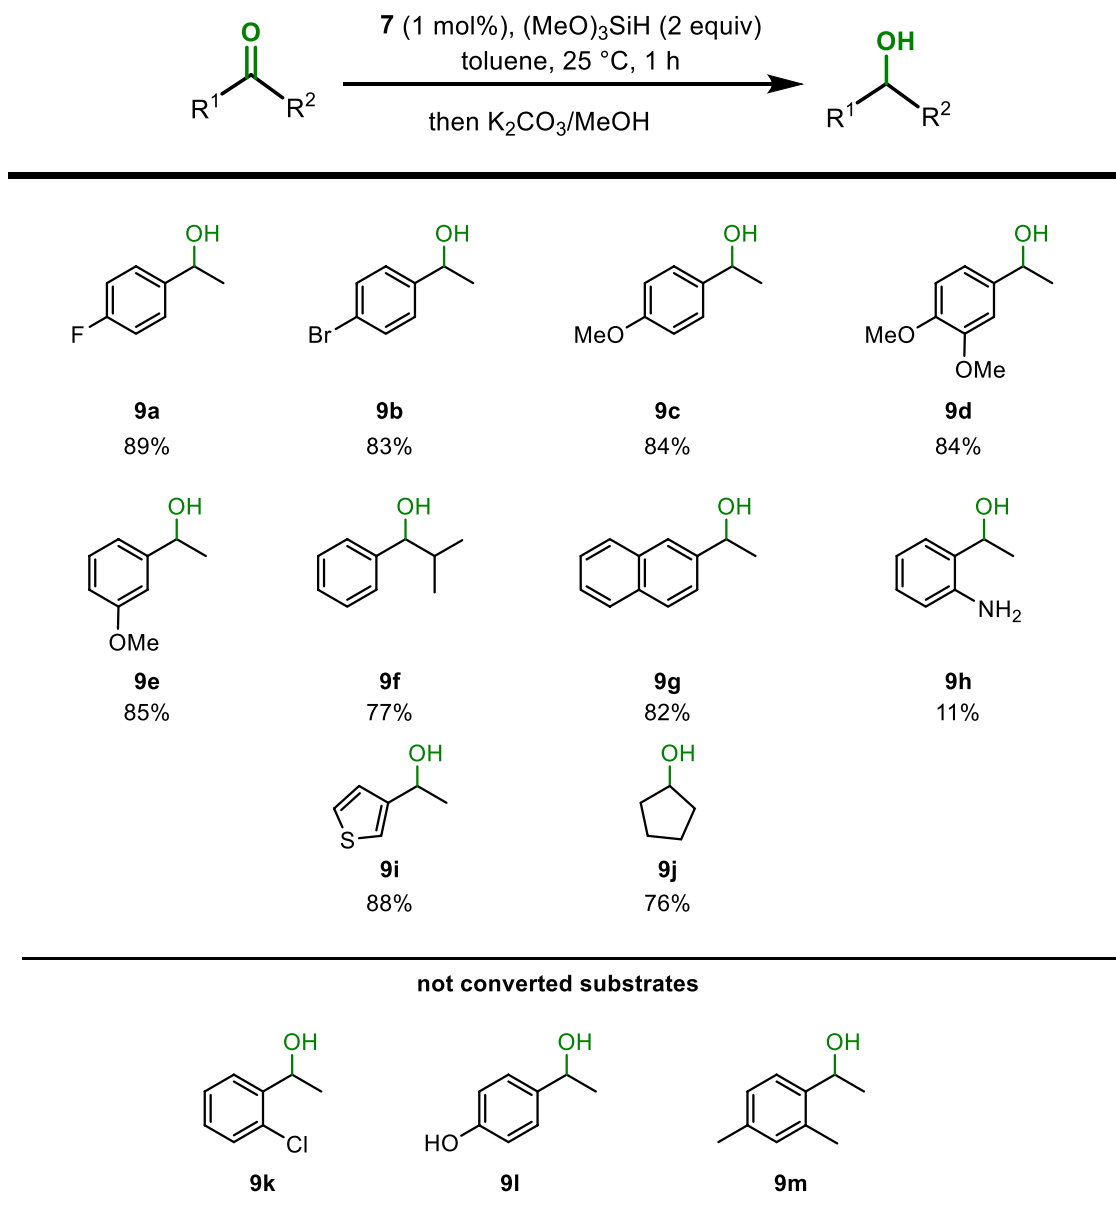 O
R¹ R²
7 (1 mol%), (MeO)₃SiH (2 equiv)
toluene, 25 °C, 1 h
then K₂CO₃/MeOH
OH
R¹ R²
OH OH OH OH
F Br MeO MeO
OMe
9a 9b 9c 9d
89% 83% 84% 84%
OH OH OH OH
NH₂
OMe
9e 9f 9g 9h
85% 77% 82% 11%
OH OH
S
9i 9j
88% 76%
not converted substrates
OH OH OH
Cl HO
9k 9l 9m